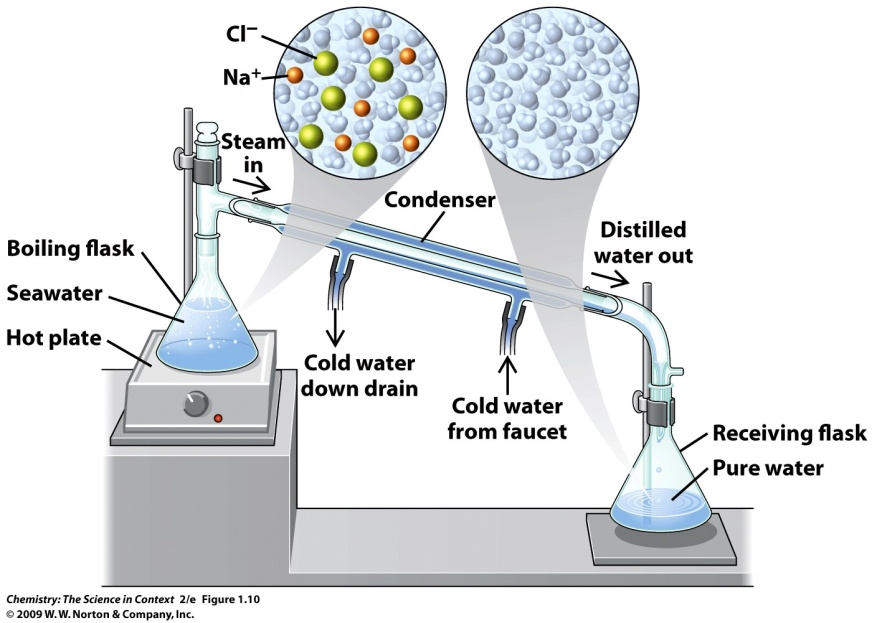 Cl–
Na+
Steam
in
Condenser
Distilled
water out
Boiling flask
Seawater
Hot plate
Cold water
down drain
Cold water
from faucet
Receiving flask
Pure water
Chemistry: The Science in Context 2/e Figure 1.10
© 2009 W. W. Norton & Company, Inc.